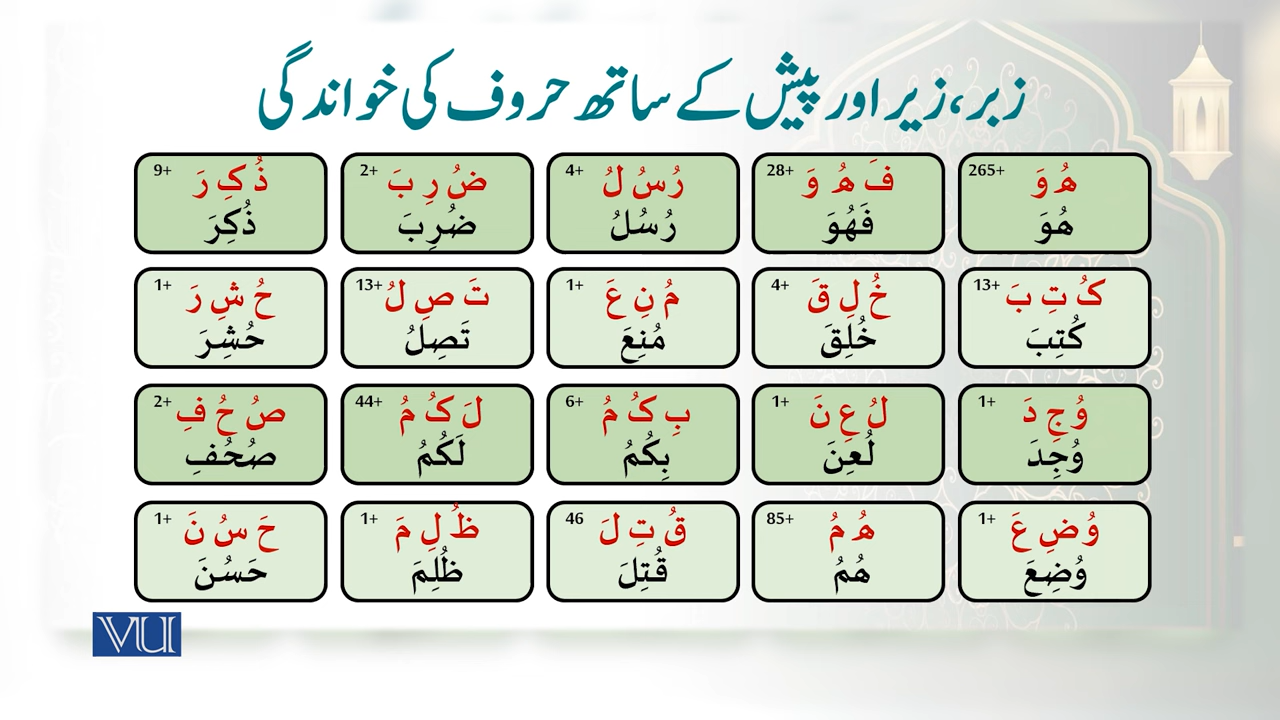 زبر، زیر اور پیش کے ساتھ حروف کی خواندگی
265+ هُ وَ
هُوَ
28+ فَ هُ وَ
فَهُوَ
4+ رُ سُ لُ
رُسُلُ
2+ ضُ رِ بَ
ضُرِبَ
9+ ذُ كِ رَ
ذُكِرَ
13+ كُ تِ بَ
كُتِبَ
4+ خُ لِ قَ
خُلِقَ
1+ مُ نِ عَ
مُنِعَ
13+ تَ صِ لُ
تَصِلُ
1+ حُ شِ رَ
حُشِرَ
1+ وُ جِ دَ
وُجِدَ
1+ لُ عِ نَ
لُعِنَ
6+ بِ كُ مُ
بِكُمُ
44+ لَ كُ مُ
لَكُمُ
2+ صُ حُ فِ
صُحُفِ
1+ وُ ضِ عَ
وُضِعَ
85+ هُ مُ
هُمُ
46 قُ تِ لَ
قُتِلَ
1+ ظُ لِ مَ
ظُلِمَ
1+ حَ سُ نَ
حَسُنَ
VU